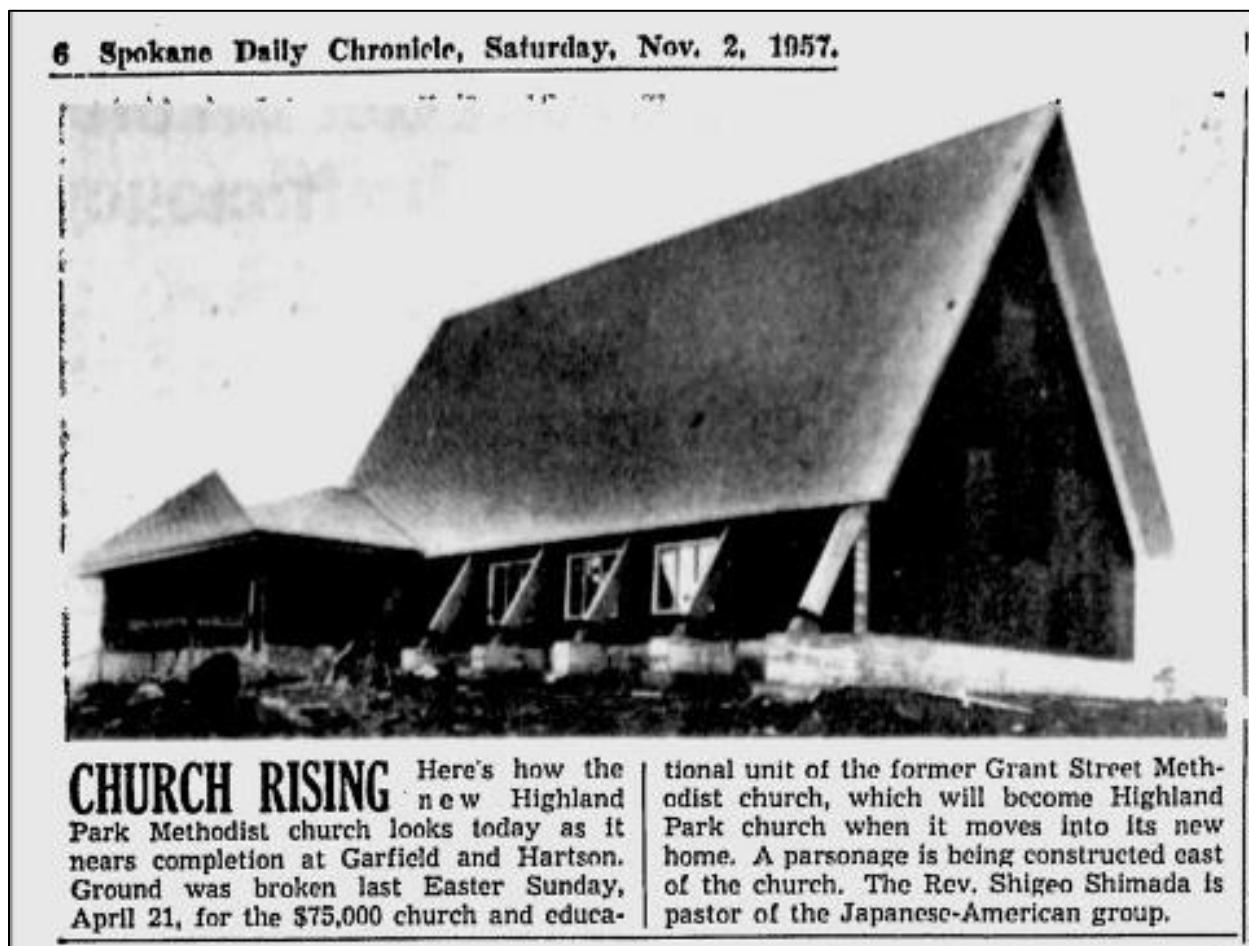 6 Spokane Daily Chronicle, Saturday, Nov. 2, 1957.
CHURCH RISING Here's how the
new Highland
Park Methodist church looks today as it
nears completion at Garfield and Hartson.
Ground was broken last Easter Sunday,
April 21, for the $75,000 church and educa-
tional unit of the former Grant Street Meth-
odist church, which will become Highland
Park church when it moves into its new
home. A parsonage is being constructed east
of the church. The Rev. Shigeo Shimada is
pastor of the Japanese-American group.